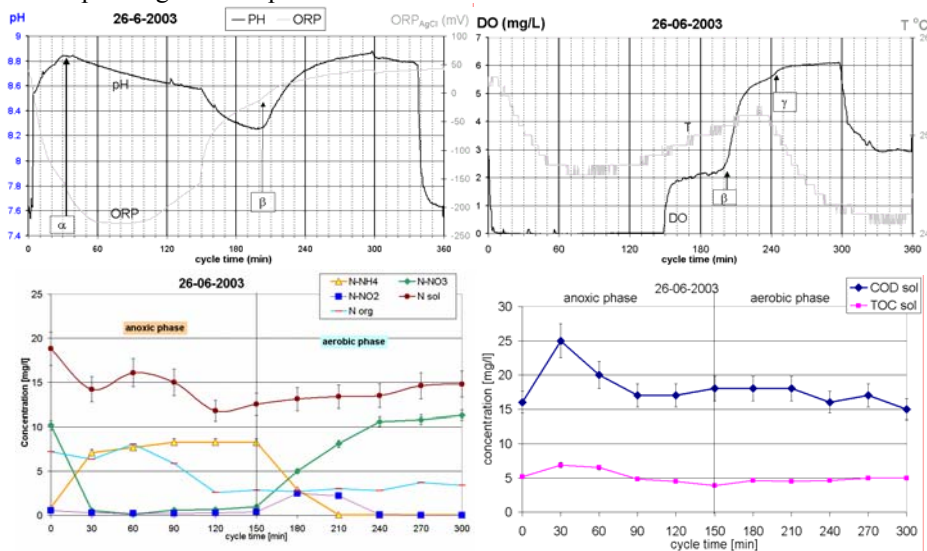 pH
26-6-2003
PH
ORP
ORP AgCl (mV)
9
8.8
8.6
8.4
8.2
8
7.8
7.6
7.4
100
50
0
-50
-100
-150
-200
-250
pH
ORP
α
β
0 60 120 180 240 300 360
cycle time (min)
DO (mg/L)
26-06-2003
T °C
7
6
5
4
3
2
1
0
T
γ
β
DO
0 60 120 180 240 300 360
cycle time (min)
26-06-2003
N-NH4
N-NO3
N-NO2
N sol
N org
anoxic phase
aerobic phase
Concentration [mg/l]
25
20
15
10
5
0
0 30 60 90 120 150 180 210 240 270 300
cycle time [min]
26-06-2003
COD sol
TOC sol
anoxic phase
aerobic phase
concentration [mg/l]
30
25
20
15
10
5
0
0 30 60 90 120 150 180 210 240 270 300
cycle time [min]